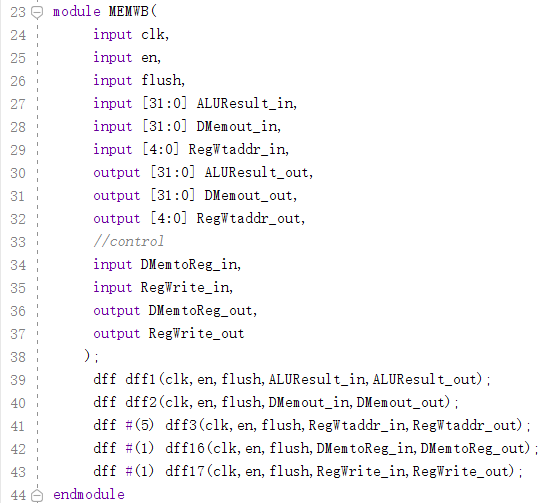 23 module MEMWB(
24 input clk,
25 input en,
26 input flush,
27 input [31:0] ALUResult_in,
28 input [31:0] DMemout_in,
29 input [4:0] RegWtaddr_in,
30 output [31:0] ALUResult_out,
31 output [31:0] DMemout_out,
32 output [4:0] RegWtaddr_out,
33 //control
34 input DMemtoReg_in,
35 input RegWrite_in,
36 output DMemtoReg_out,
37 output RegWrite_out
38 );
39 dff dff1(clk,en,flush,ALUResult_in,ALUResult_out);
40 dff dff2(clk,en,flush,DMemout_in,DMemout_out);
41 dff #(5) dff3(clk,en,flush,RegWtaddr_in,RegWtaddr_out);
42 dff #(1) dff16(clk,en,flush,DMemtoReg_in,DMemtoReg_out);
43 dff #(1) dff17(clk,en,flush,RegWrite_in,RegWrite_out);
44 endmodule